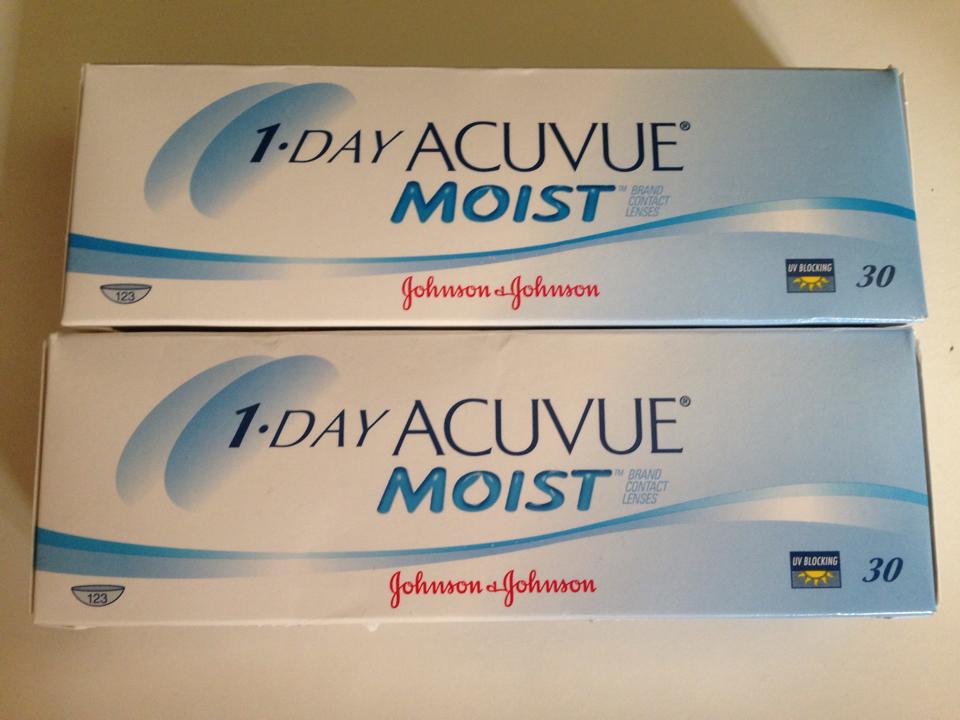 1·DAY ACUVUE®
MOIST™ BRAND
CONTACT
LENSES
UV BLOCKING
30
123
Johnson & Johnson
1·DAY ACUVUE®
MOIST™ BRAND
CONTACT
LENSES
UV BLOCKING
30
123
Johnson & Johnson